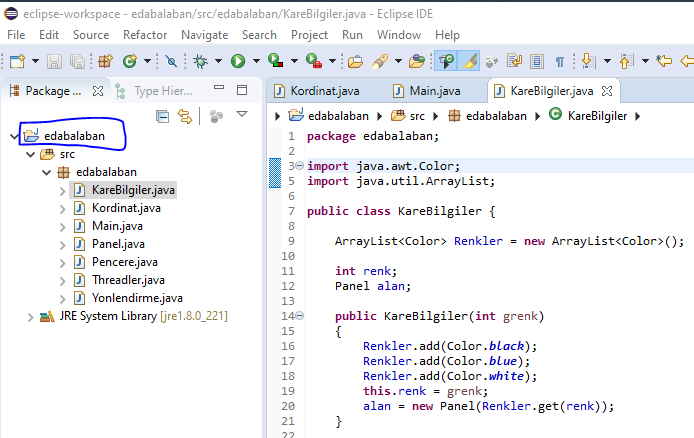 eclipse-workspace - edabalaban/src/edabalaban/KareBilgiler.java - Eclipse IDE
File Edit Source Refactor Navigate Search Project Run Window Help
Package ... Type Hier...
edabalaban
src
edabalaban
KareBilgiler.java
Kordinat.java
Main.java
Panel.java
Pencere.java
Threadler.java
Yonlendirme.java
JRE System Library [jre1.8.0_221]
Kordinat.java Main.java KareBilgiler.java
edabalaban src edabalaban KareBilgiler
1 package edabalaban;
2
3 import java.awt.Color;
5 import java.util.ArrayList;
6
7 public class KareBilgiler {
8
9 ArrayList<Color> Renkler = new ArrayList<Color>();
10
11 int renk;
12 Panel alan;
13
14 public KareBilgiler(int grenk)
15 {
16 Renkler.add(Color.black);
17 Renkler.add(Color.blue);
18 Renkler.add(Color.white);
19 this.renk = grenk;
20 alan = new Panel(Renkler.get(renk));
21 }
22